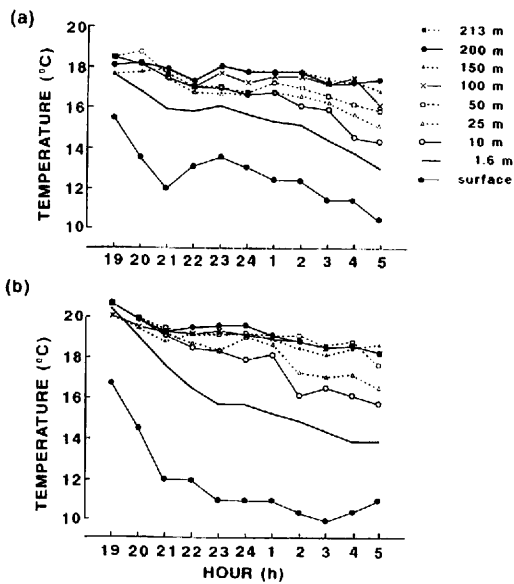 (a)
TEMPERATURE (°C)
20
18
16
14
12
10
19 20 21 22 23 24 1 2 3 4 5
213 m
200 m
150 m
100 m
50 m
25 m
10 m
1.6 m
surface
(b)
TEMPERATURE (°C)
20
18
16
14
12
10
19 20 21 22 23 24 1 2 3 4 5
HOUR (h)